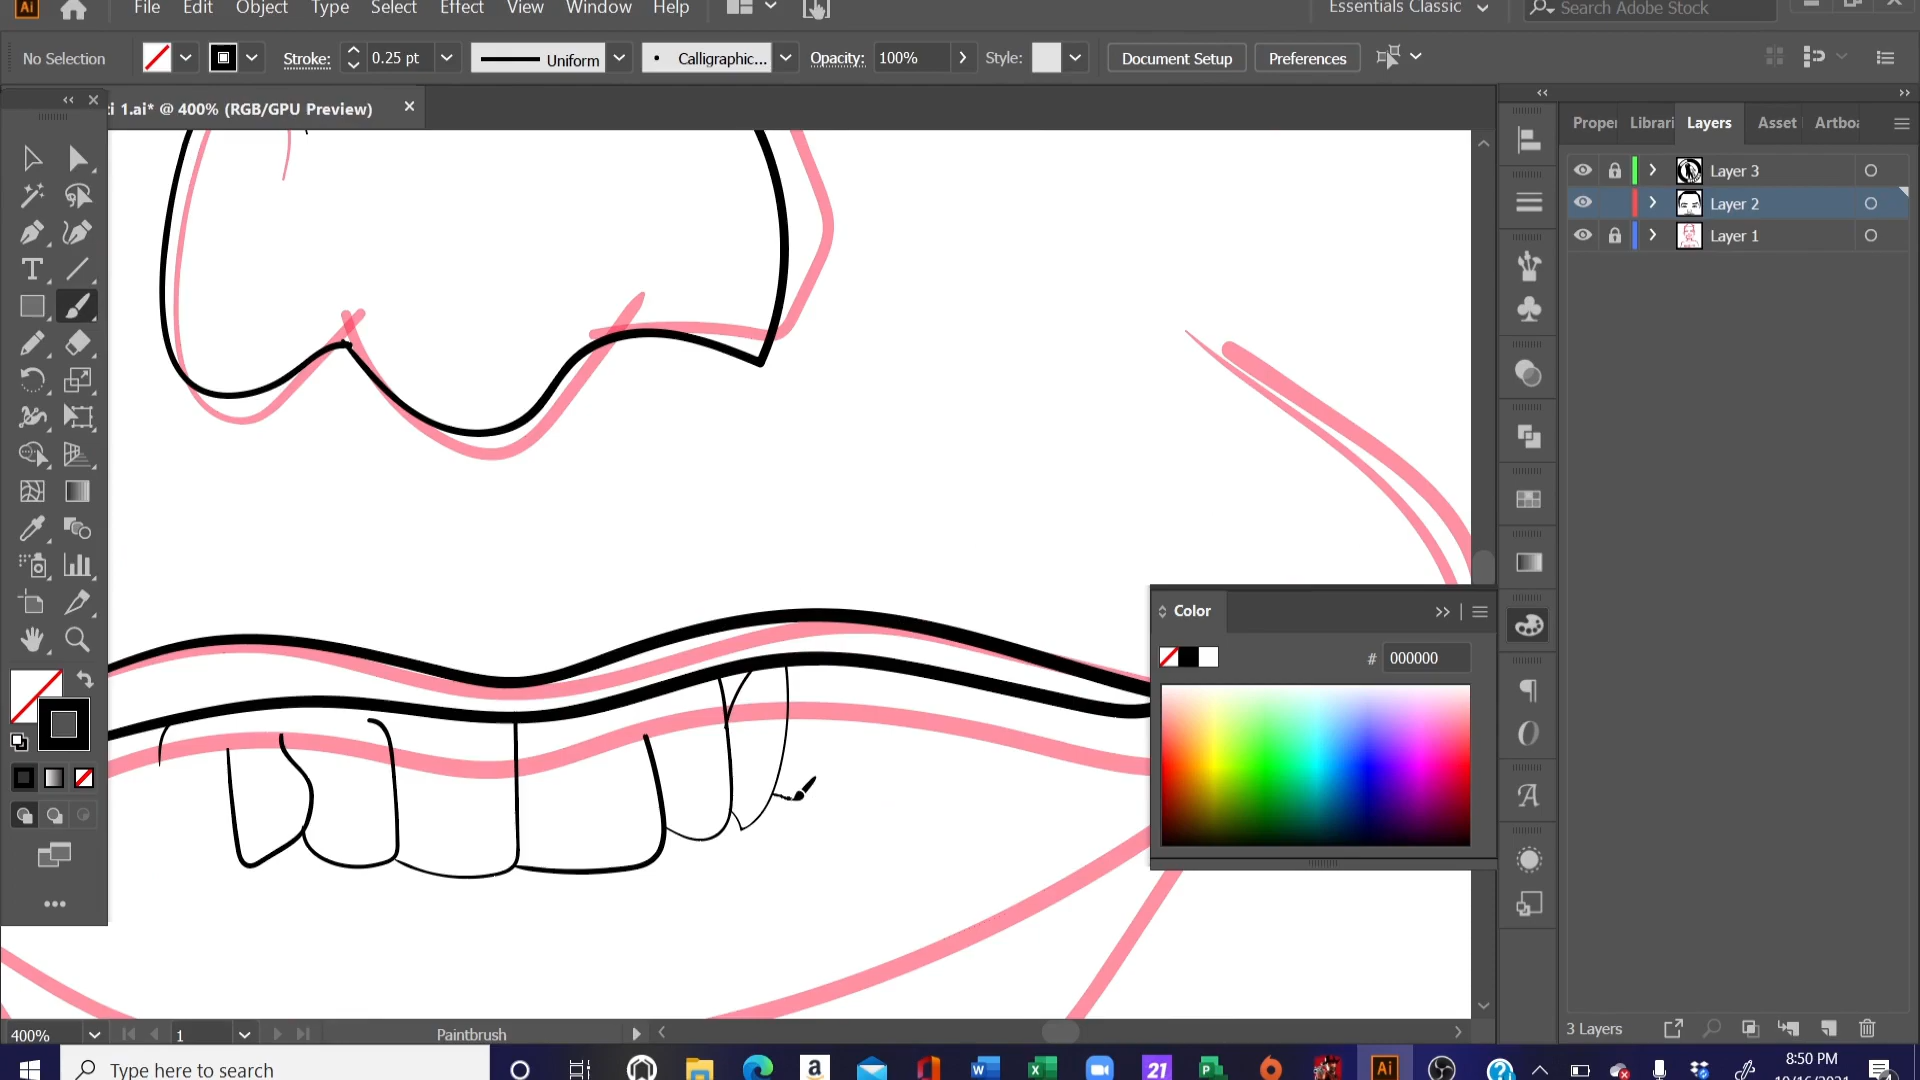 Ai File Edit Object Type Select Effect View Window Help Essentials Classic Search Adobe Stock
No Selection Stroke: 0.25 pt Uniform Calligraphic... Opacity: 100% Style: Document Setup Preferences
1.ai* @ 400% (RGB/GPU Preview)
Proper Librari Layers Asset Artboa
Layer 3
Layer 2
Layer 1
Color
# 000000
400% 1 Paintbrush
3 Layers
Type here to search
8:50 PM